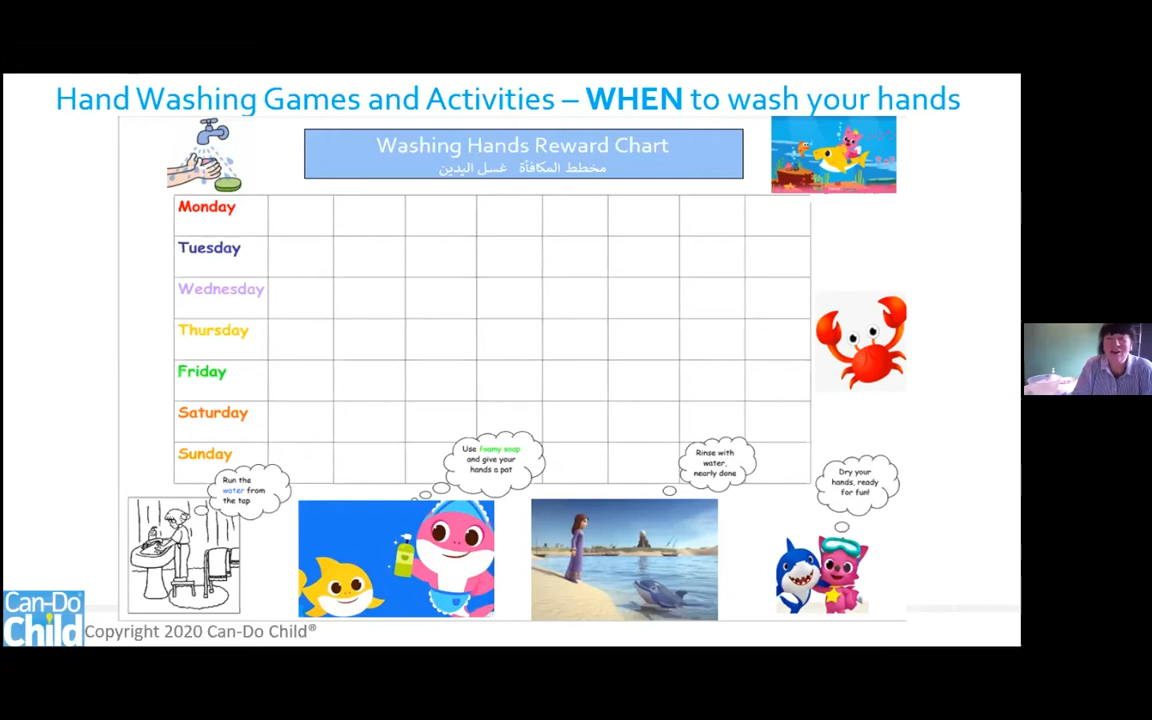 Hand Washing Games and Activities – WHEN to wash your hands
Washing Hands Reward Chart
مخطط المكافأة غسل اليدين
Monday
Tuesday
Wednesday
Thursday
Friday
Saturday
Sunday
Run the
water from
the tap
Use foamy soap
and give your
hands a pat
Rinse with
water,
nearly done
Dry your
hands, ready
for fun!
Can-Do
Child
Copyright 2020 Can-Do Child®